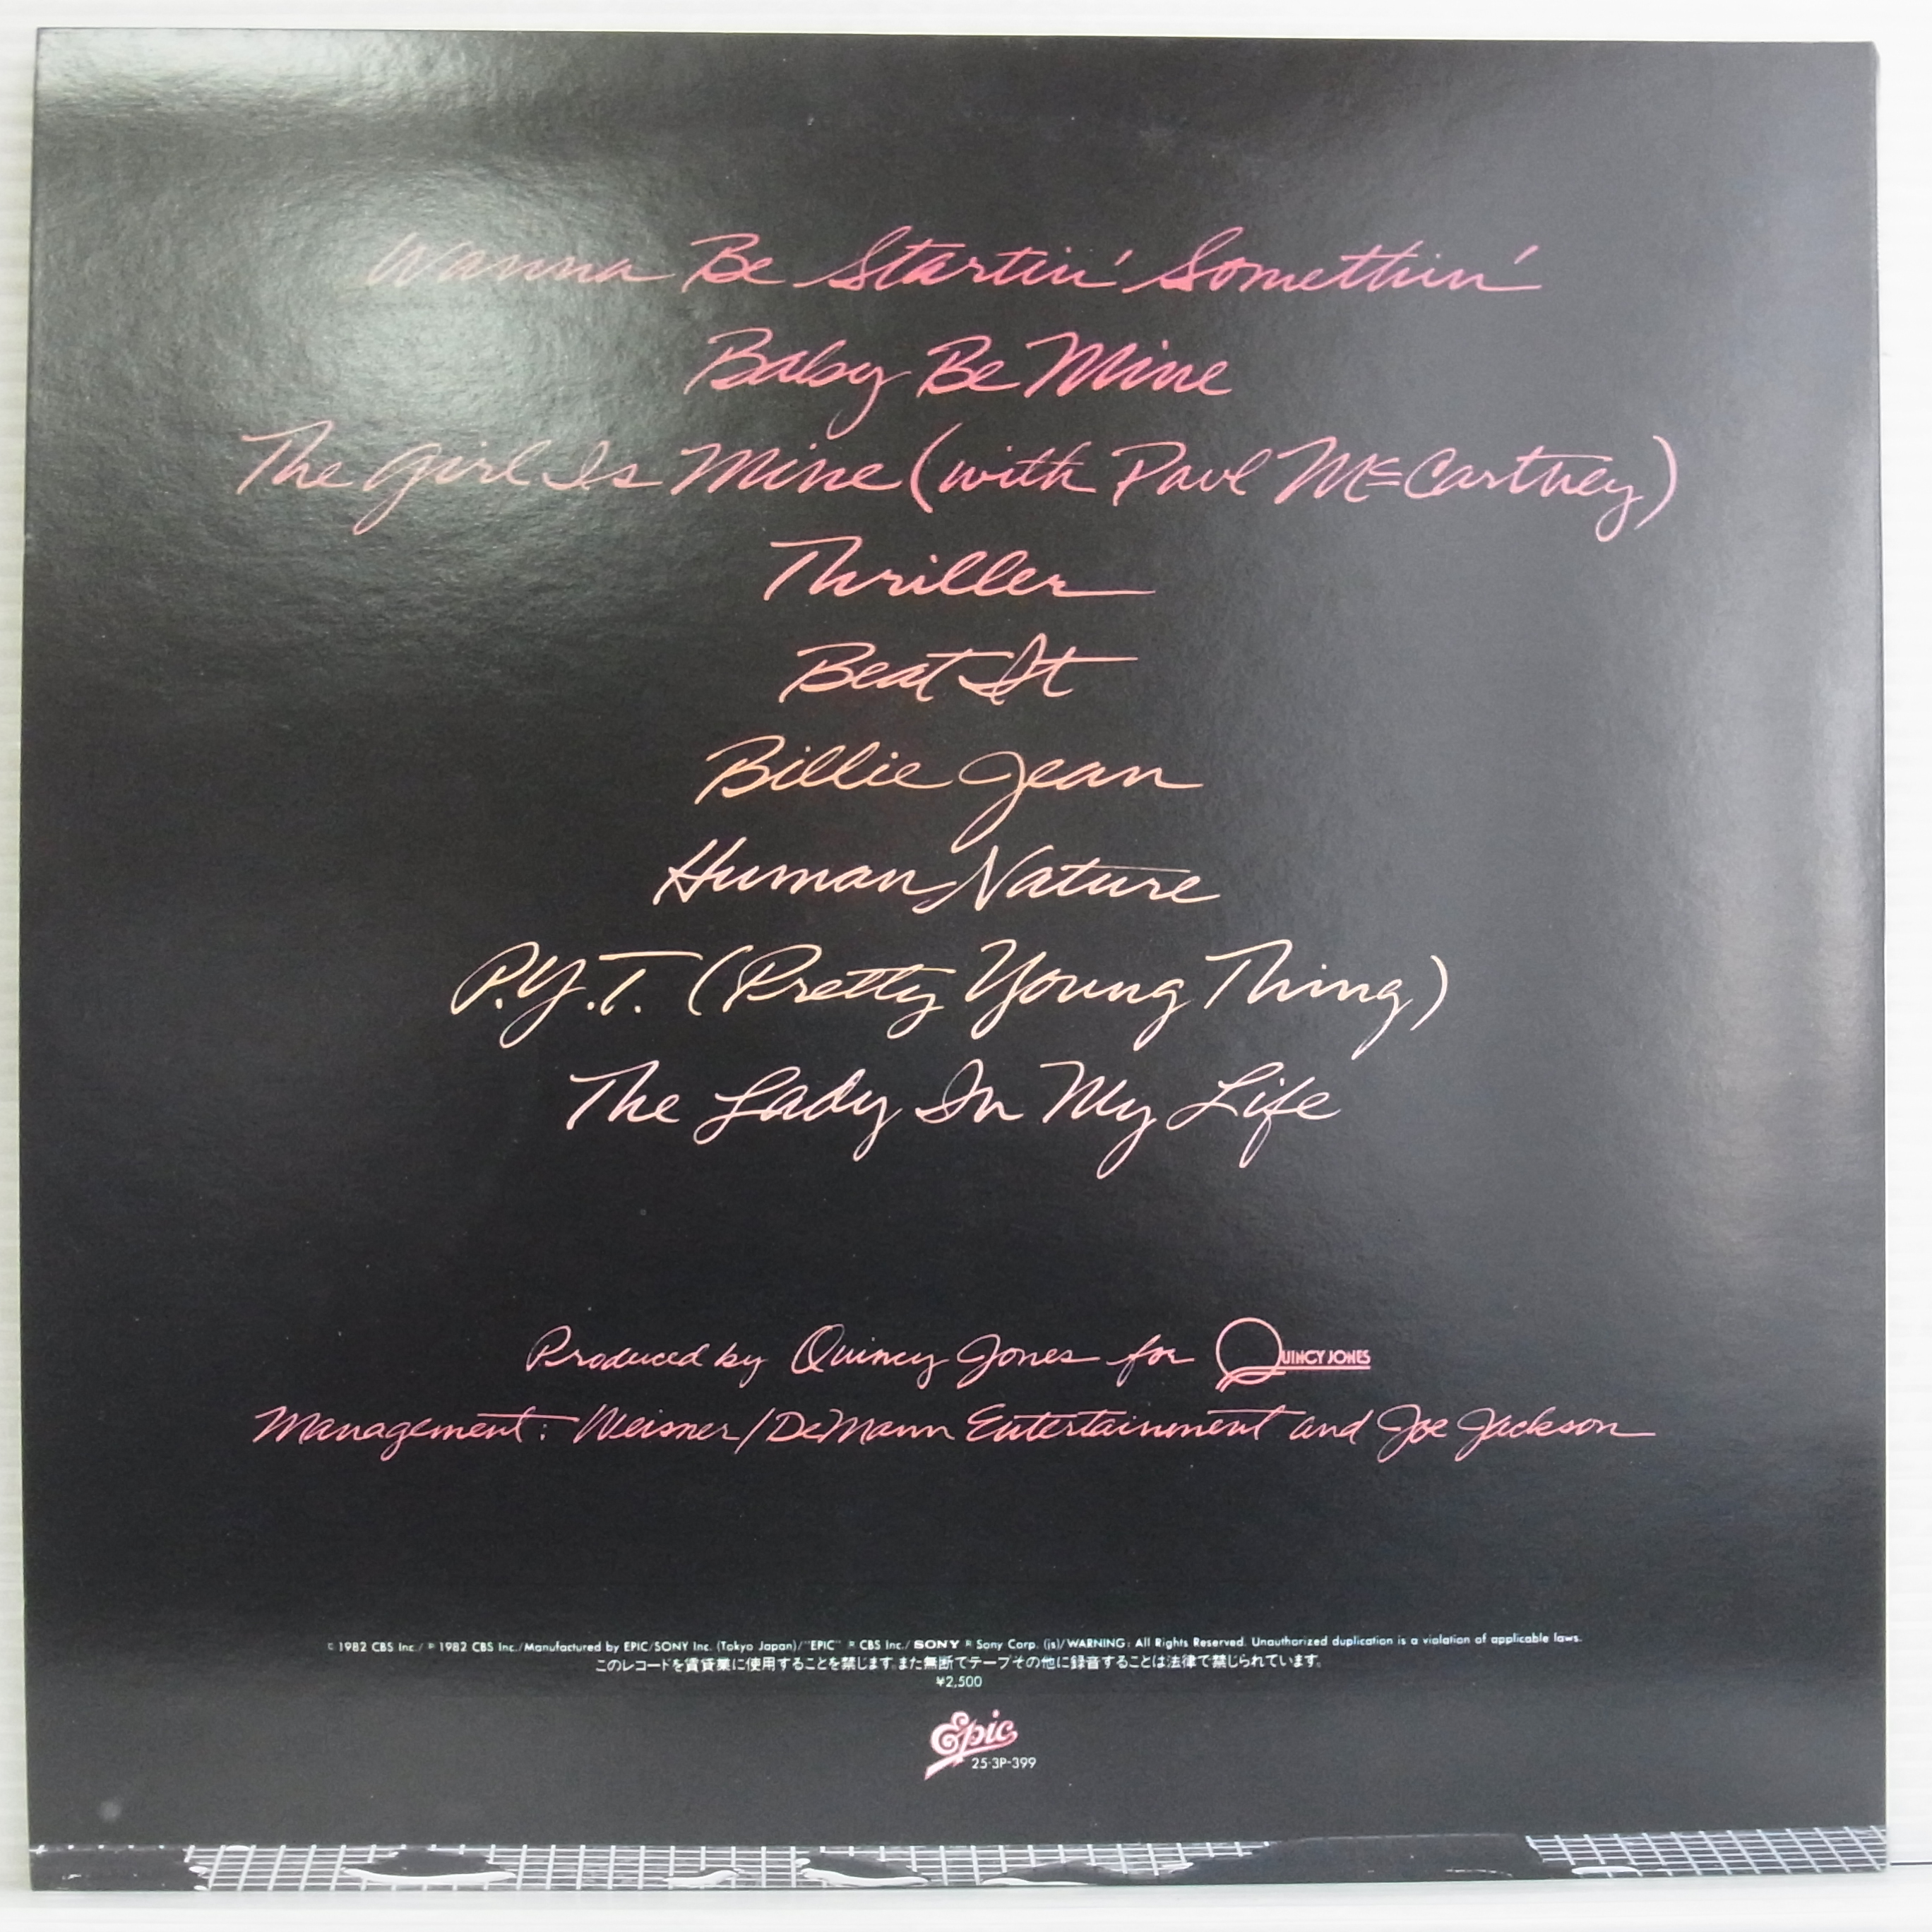 Wanna Be Startin' Somethin'
Baby Be Mine
The Girl Is Mine (with Paul McCartney)
Thriller
Beat It
Billie Jean
Human Nature
P.Y.T. (Pretty Young Thing)
The Lady In My Life
Produced by Quincy Jones for QUINCY JONES
Management: Weisner/DeMann Entertainment and Joe Jackson
© 1982 CBS Inc./ ℗ 1982 CBS Inc./Manufactured by EPIC/SONY Inc. (Tokyo Japan)/"EPIC" ® CBS Inc./ SONY ® Sony Corp. (js)/WARNING: All Rights Reserved. Unauthorized duplication is a violation of applicable laws.
このレコードを賃貸業に使用することを禁じます。また無断でテープその他に録音することは法律で禁じられています。
¥2,500
Epic
25·3P-399